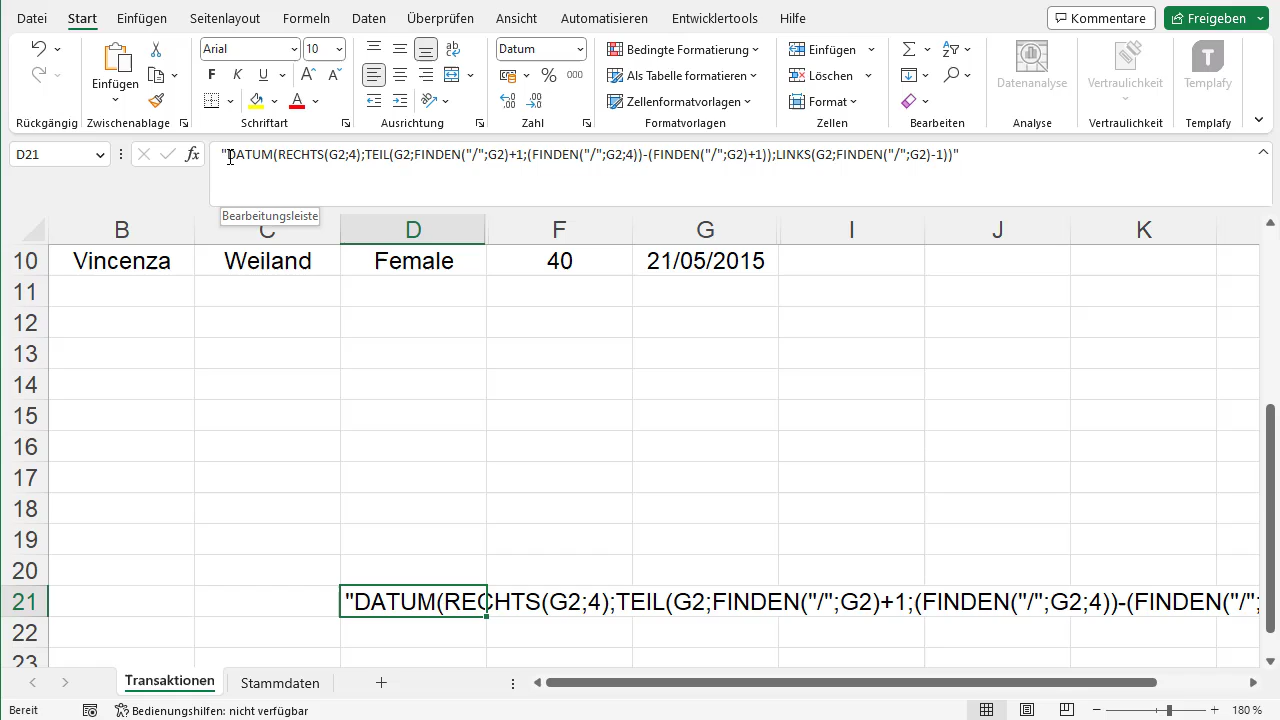 Datei Start Einfügen Seitenlayout Formeln Daten Überprüfen Ansicht Automatisieren Entwicklertools Hilfe Kommentare Freigeben
Einfügen Arial 10 Datum Bedingte Formatierung Einfügen
F K U % 000 Als Tabelle formatieren Löschen Datenanalyse Vertraulichkeit Templafy
Zellenformatvorlagen Format
Rückgängig Zwischenablage Schriftart Ausrichtung Zahl Formatvorlagen Zellen Bearbeiten Analyse Vertraulichkeit Templafy
D21 fx "DATUM(RECHTS(G2;4);TEIL(G2;FINDEN("/";G2)+1;(FINDEN("/";G2;4))-(FINDEN("/";G2)+1));LINKS(G2;FINDEN("/";G2)-1))"
Bearbeitungsleiste
B C D F G I J K
10 Vincenza Weiland Female 40 21/05/2015
11
12
13
14
15
16
17
18
19
20
21 "DATUM(RECHTS(G2;4);TEIL(G2;FINDEN("/";G2)+1;(FINDEN("/";G2;4))-(FINDEN("/";
22
23
Transaktionen Stammdaten
Bereit Bedienungshilfen: nicht verfügbar 180 %